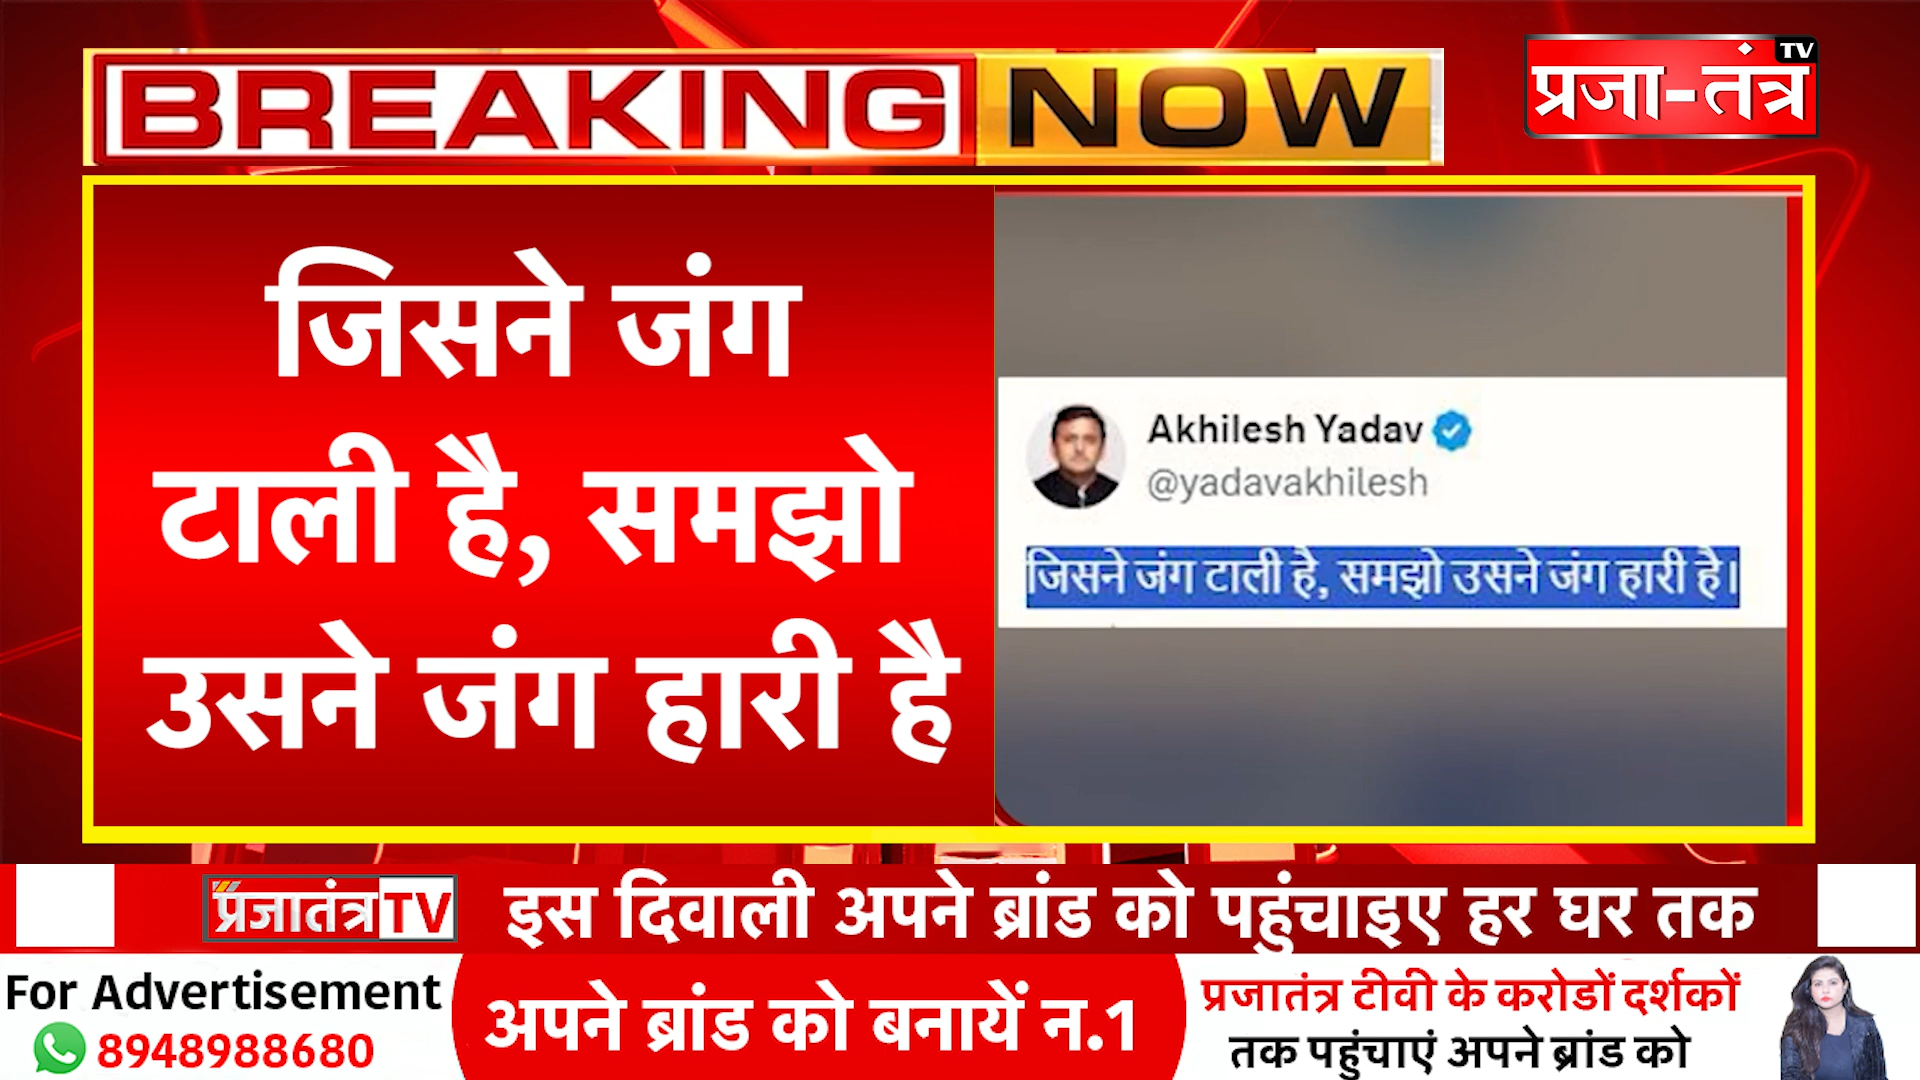 BREAKING NOW
प्रजा-तंत्र TV
जिसने जंग
टाली है, समझो
उसने जंग हारी है
Akhilesh Yadav
@yadavakhilesh
जिसने जंग टाली है, समझो उसने जंग हारी है।
प्रजातंत्र TV
इस दिवाली अपने ब्रांड को पहुंचाइए हर घर तक
For Advertisement
8948988680
अपने ब्रांड को बनायें न.1
प्रजातंत्र टीवी के करोडों दर्शकों
तक पहुंचाएं अपने ब्रांड को